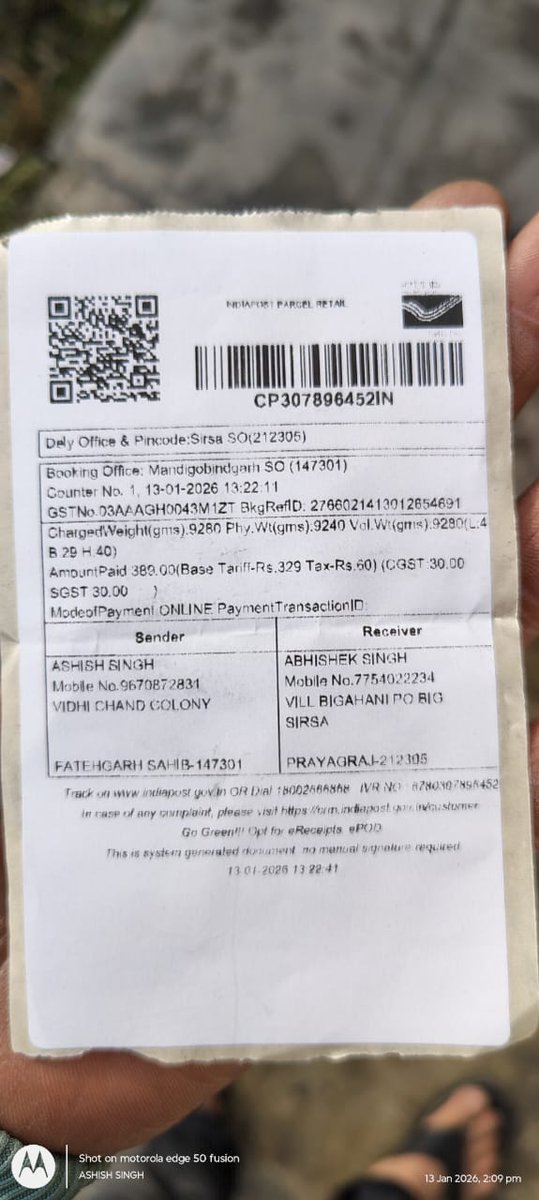 INDIAPOST PARCEL RETAIL
CP307896452IN
Dely Office & Pincode:Sirsa SO(212305)
Booking Office: Mandigobindgarh SO (147301)
Counter No. 1, 13-01-2026 13:22:11
GSTNo.03AAAGH0043M1ZT BkgRefID: 2766021413012654691
ChargedWeight(gms).9280 Phy.Wt(gms).9240 Vol.Wt(gms).9280(L:4
B 29 H:40)
AmountPaid 389.00(Base Tariff-Rs.329 Tax-Rs.60) (CGST:30.00
SGST 30.00 )
ModeofPayment ONLINE PaymentTransactionID:
Sender
ASHISH SINGH
Mobile No.9670872831
VIDHI CHAND COLONY
FATEHGARH SAHIB-147301
Receiver
ABHISHEK SINGH
Mobile No.7754022234
VILL BIGAHANI PO BIG
SIRSA
PRAYAGRAJ-212305
Track on www.indiapost.gov.in OR Dial 18002666868 IVR NO: 6780307896452
In case of any complaint, please visit https://crm.indiapost.gov.in/customer
Go Green!!! Opt for eReceipts, ePOD
This is system generated document, no manual signature required
13-01-2026 13:22:41
Shot on motorola edge 50 fusion
ASHISH SINGH
13 Jan 2026, 2:09 pm